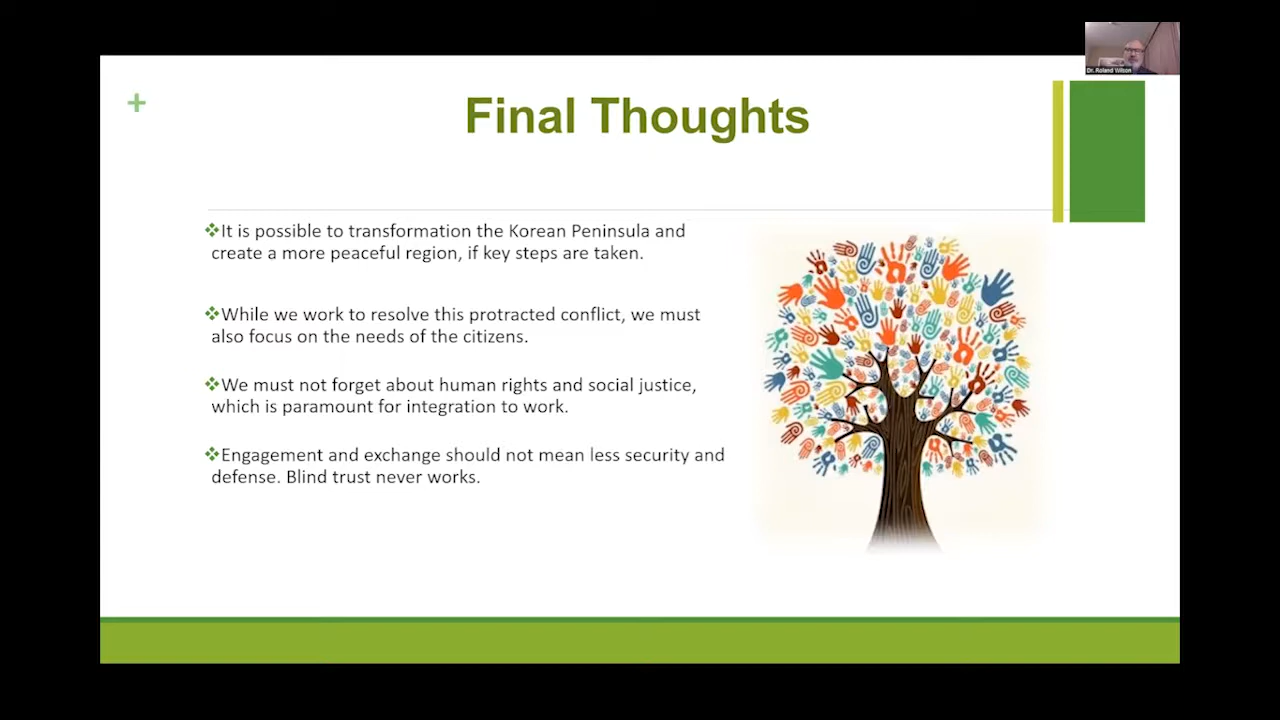 Dr. Roland Wilson
+
Final Thoughts
❖It is possible to transformation the Korean Peninsula and
create a more peaceful region, if key steps are taken.
❖While we work to resolve this protracted conflict, we must
also focus on the needs of the citizens.
❖We must not forget about human rights and social justice,
which is paramount for integration to work.
❖Engagement and exchange should not mean less security and
defense. Blind trust never works.